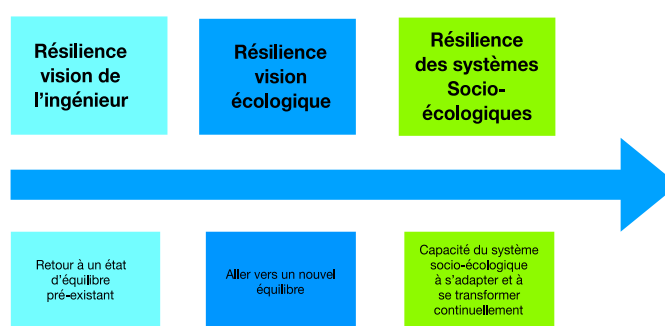 Résilience
vision de
l'ingénieur
Résilience
vision
écologique
Résilience
des systèmes
Socio-
écologiques
Retour à un état
d'équilibre
pré-existant
Aller vers un nouvel
équilibre
Capacité du système
socio-écologique
à s'adapter et à
se transformer
continuellement